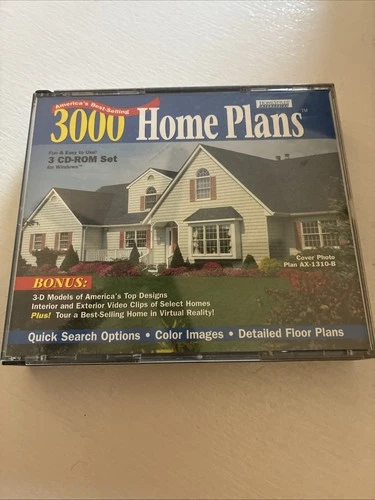 America's Best-Selling
3000 Home Plans
Fun & Easy to Use!
3 CD-ROM Set
for Windows™
Cover Photo
Plan AX-1310-B
BONUS:
3-D Models of America's Top Designs
Interior and Exterior Video Clips of Select Homes
Plus! Tour a Best-Selling Home in Virtual Reality!
Quick Search Options • Color Images • Detailed Floor Plans